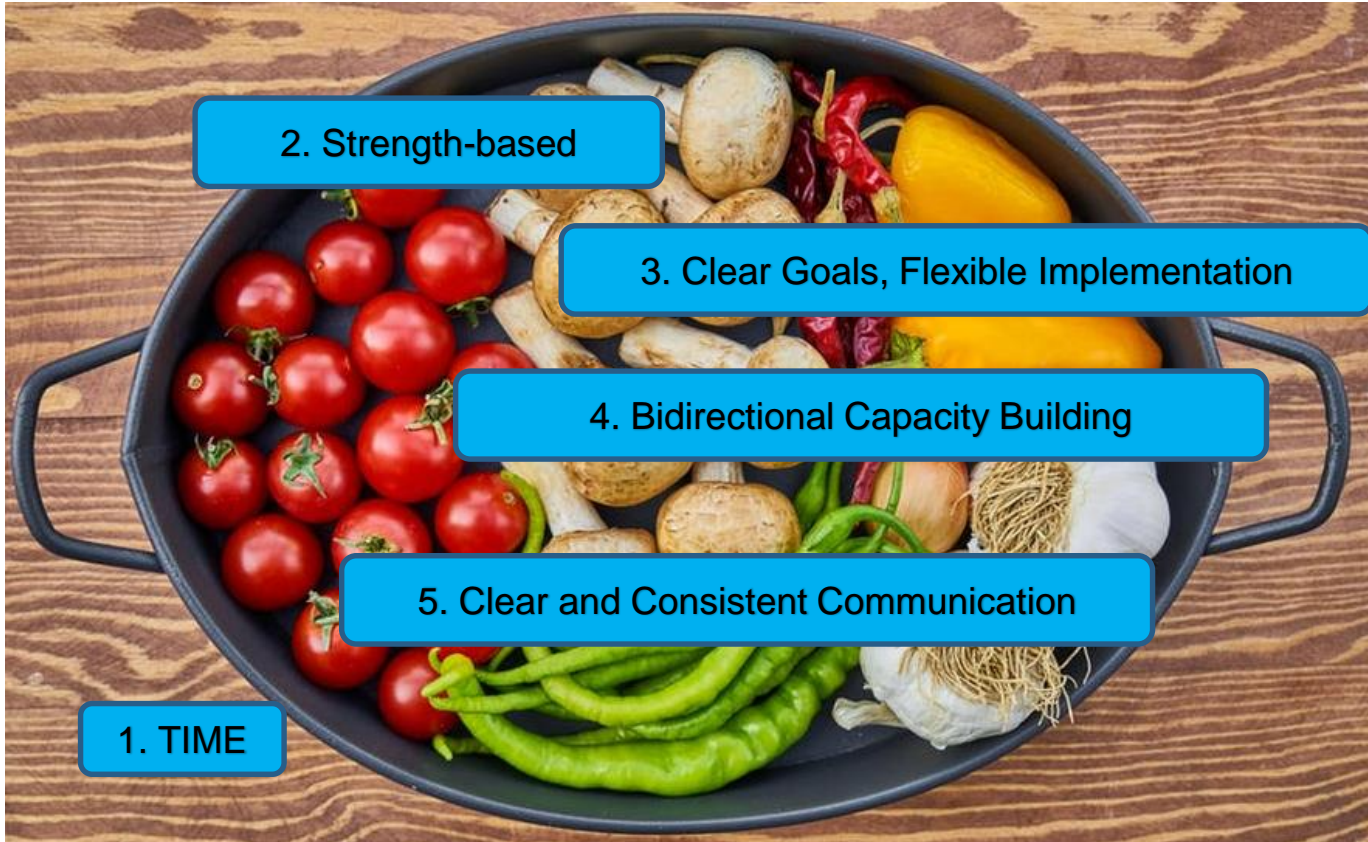 2. Strength-based
3. Clear Goals, Flexible Implementation
4. Bidirectional Capacity Building
5. Clear and Consistent Communication
1. TIME